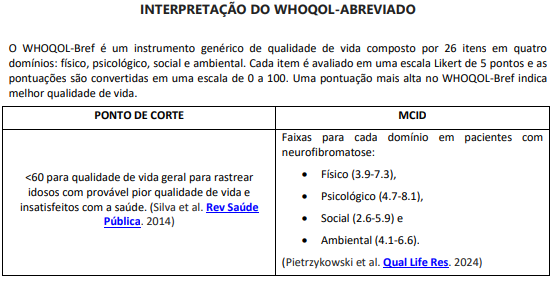 INTERPRETAÇÃO DO WHOQOL-ABREVIADO
O WHOQOL-Bref é um instrumento genérico de qualidade de vida composto por 26 itens em quatro
domínios: físico, psicológico, social e ambiental. Cada item é avaliado em uma escala Likert de 5 pontos e as
pontuações são convertidas em uma escala de 0 a 100. Uma pontuação mais alta no WHOQOL-Bref indica
melhor qualidade de vida.
PONTO DE CORTE
<60 para qualidade de vida geral para rastrear
idosos com provável pior qualidade de vida e
insatisfeitos com a saúde. (Silva et al. Rev Saúde
Pública. 2014)
MCID
Faixas para cada domínio em pacientes com
neurofibromatose:
• Físico (3.9-7.3),
• Psicológico (4.7-8.1),
• Social (2.6-5.9) e
• Ambiental (4.1-6.6).
(Pietrzykowski et al. Qual Life Res. 2024)